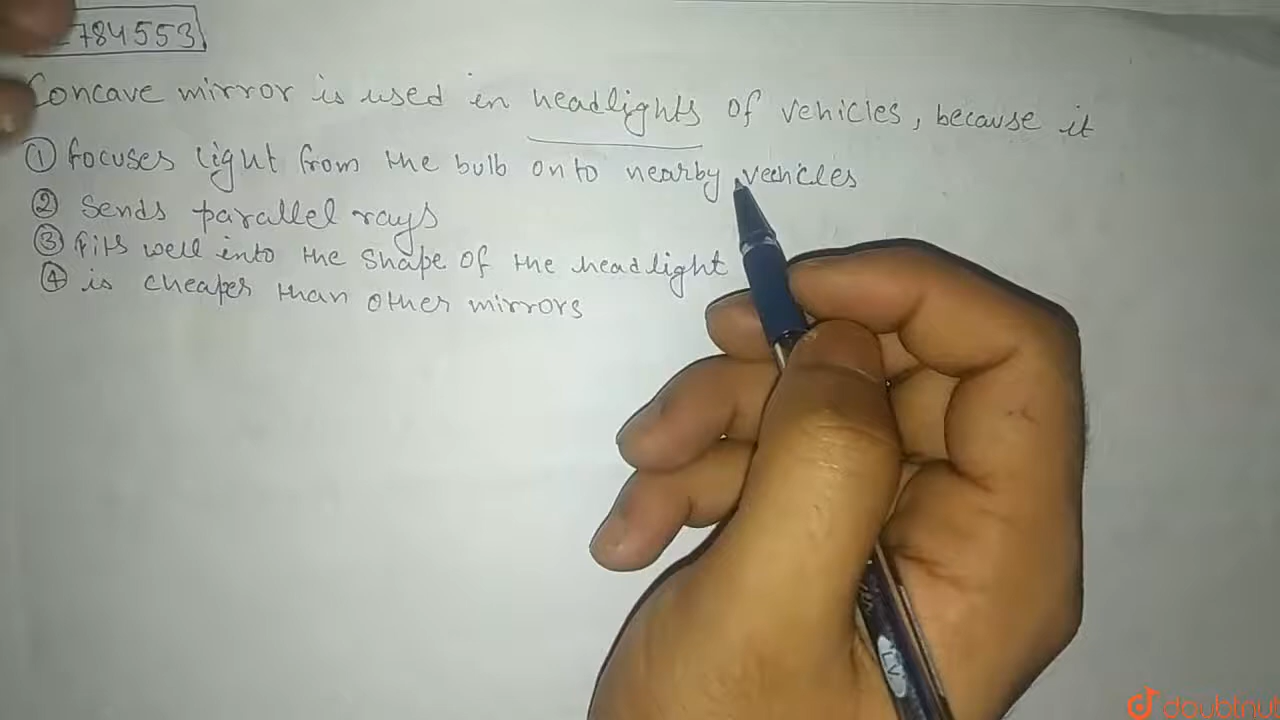 784553
Concave mirror is used in headlights of vehicles, because it
① focuses light from the bulb onto nearby vechicles
② Sends parallel rays
③ Fits well into the shape of the headlight
④ is cheaper than other mirrors
LV
doubtnut